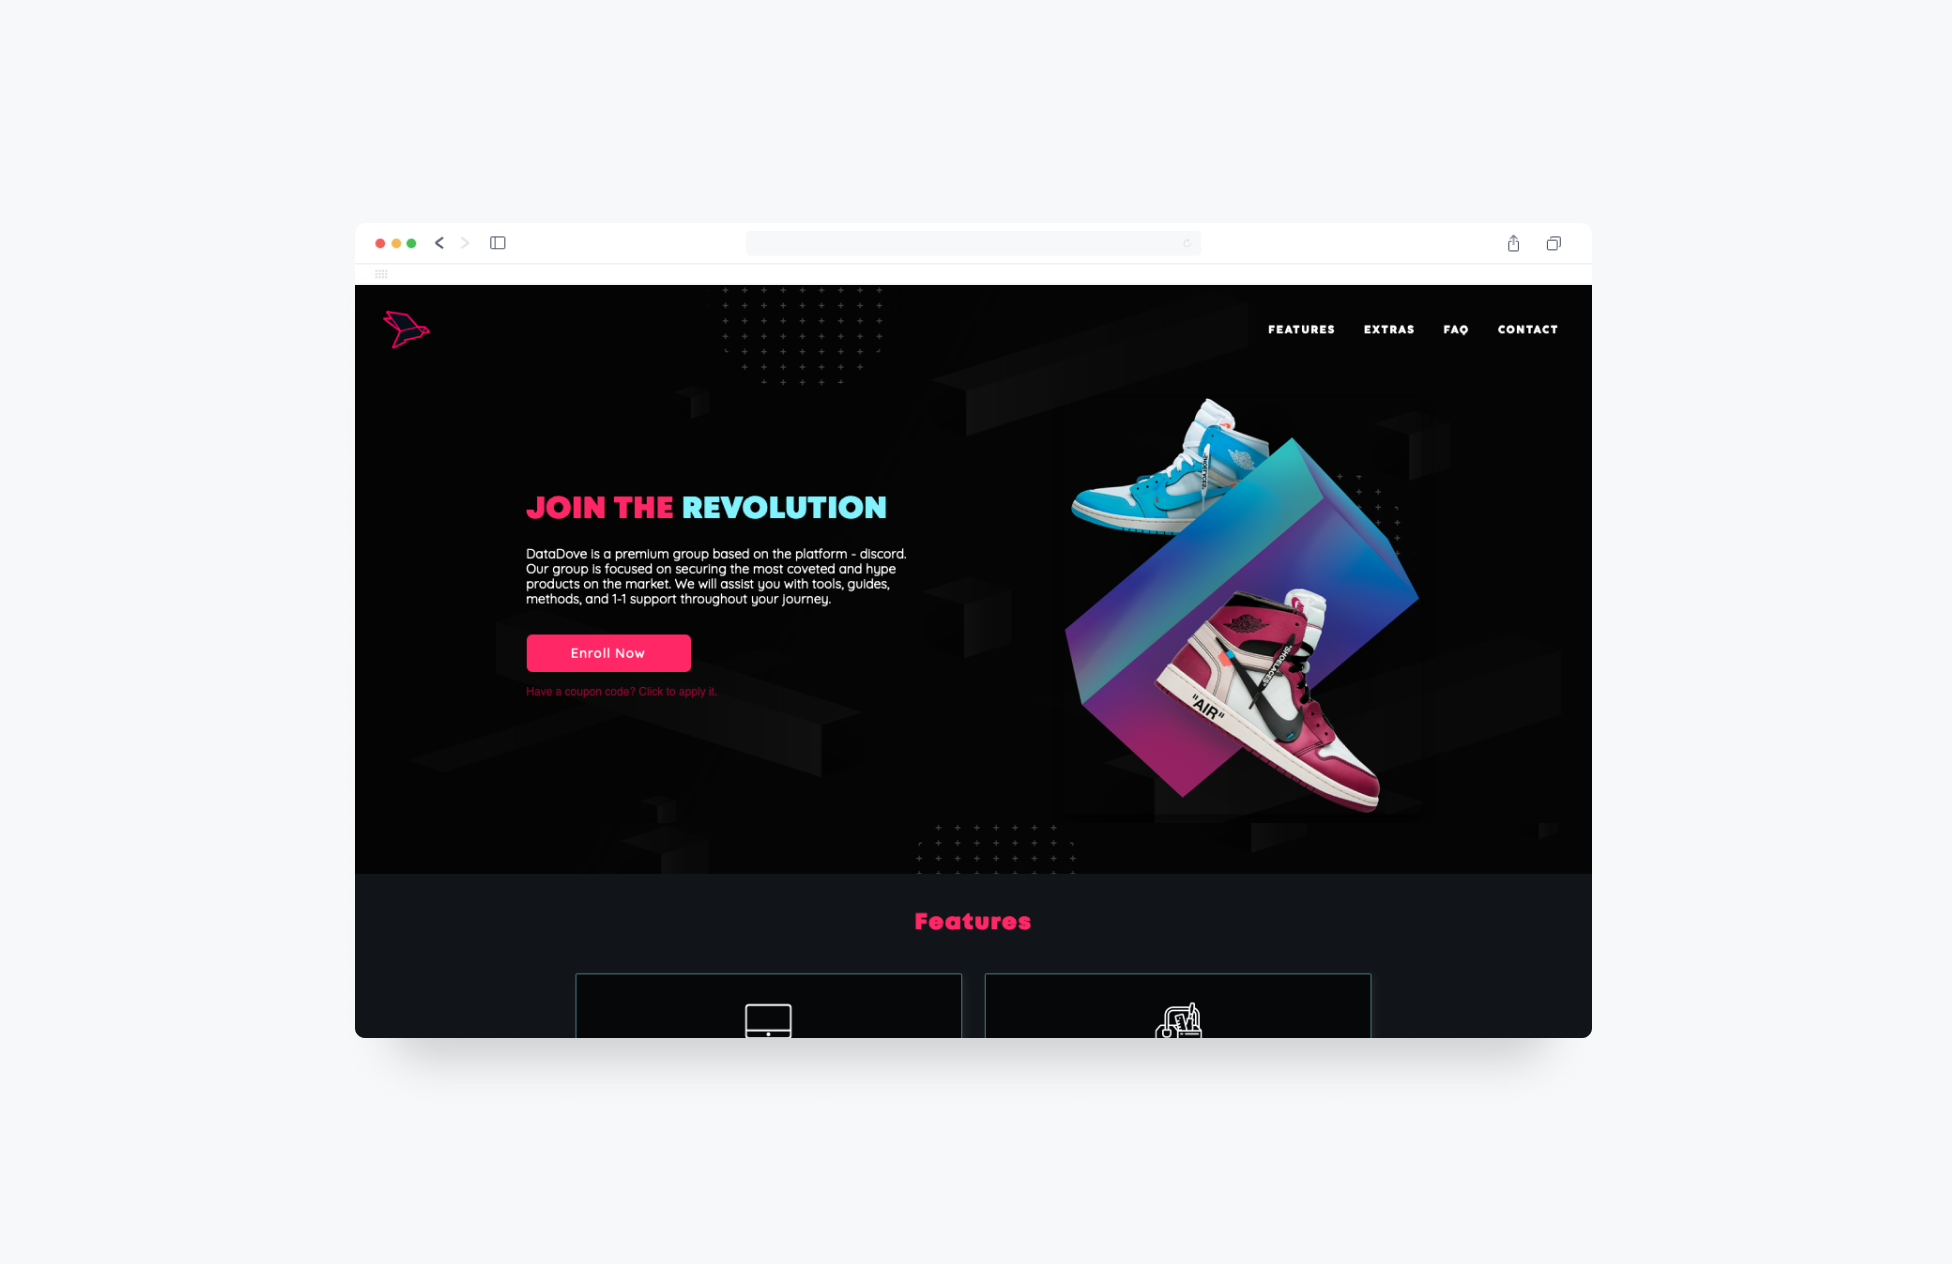 FEATURES EXTRAS FAQ CONTACT
JOIN THE REVOLUTION
DataDove is a premium group based on the platform - discord.
Our group is focused on securing the most coveted and hype
products on the market. We will assist you with tools, guides,
methods, and 1-1 support throughout your journey.
Enroll Now
Have a coupon code? Click to apply it.
"SHOELACES"
"AIR"
Features